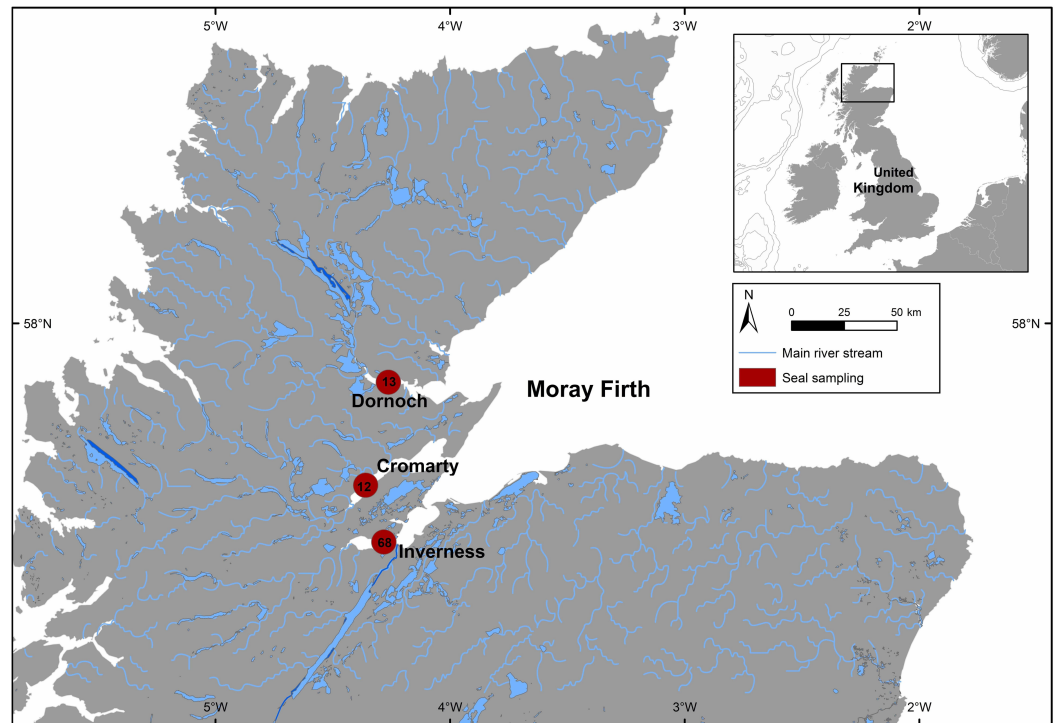 5°W 4°W 3°W 2°W
United
Kingdom
N
0 25 50 km
58°N 58°N
Main river stream
Seal sampling
13
Dornoch
Moray Firth
Cromarty
12
68
Inverness
5°W 4°W 3°W 2°W